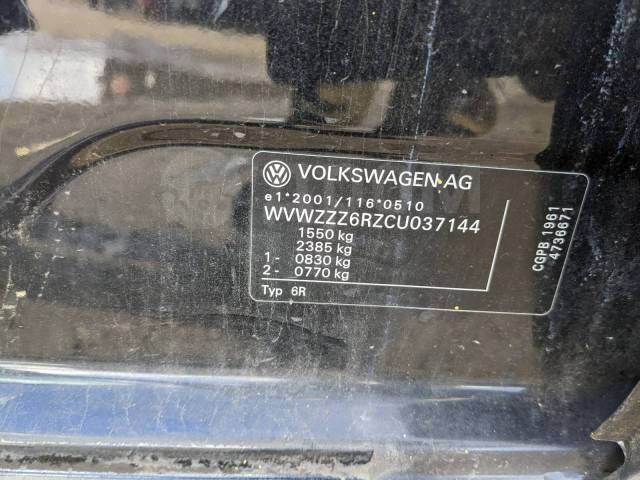 VOLKSWAGEN AG
e1*2001/116*0510
WVWZZZ6RZCU037144
1550 kg
2385 kg
1- 0830 kg
2- 0770 kg
Typ 6R
CGPB 1961
4736671